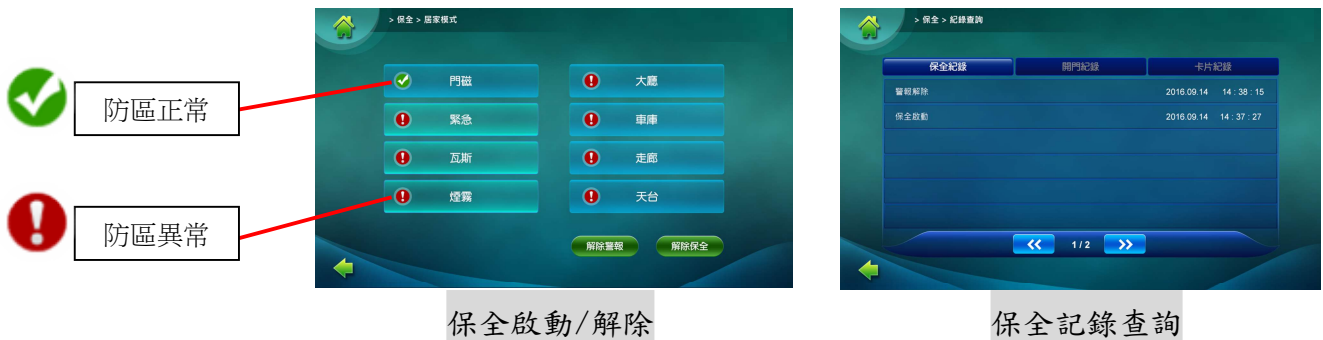 防區正常
防區異常
> 保全 > 居家模式
門磁
大廳
緊急
車庫
瓦斯
走廊
煙霧
天台
解除警報
解除保全
保全啟動/解除
> 保全 > 紀錄查詢
保全紀錄 開門紀錄 卡片紀錄
警報解除 2016.09.14 14 : 38 : 15
保全啟動 2016.09.14 14 : 37 : 27
1 / 2
保全記錄查詢